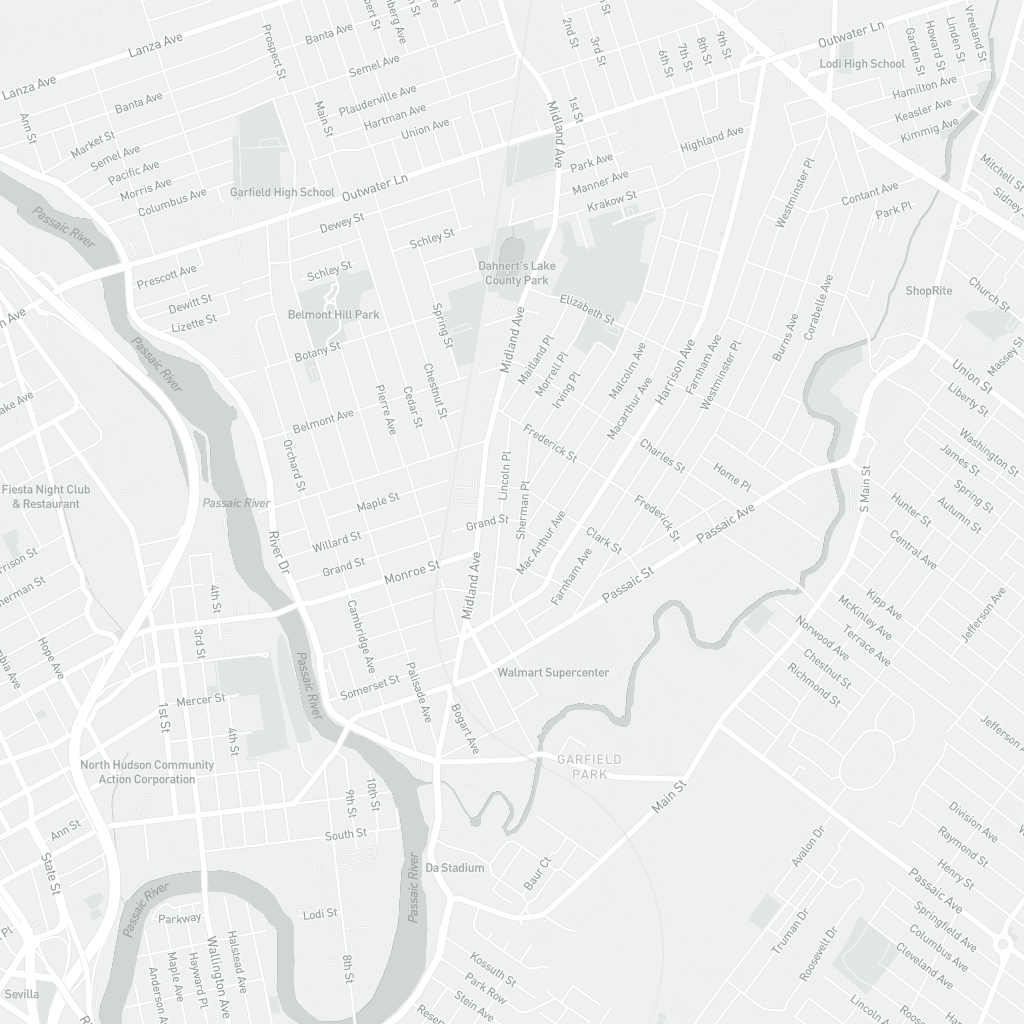 Lanza Ave
Lanza Ave
Banta Ave
Prospect St
Semel Ave
2nd St
3rd St
9th St
8th St
7th St
6th St
Outwater Ln
Lodi High School
Garden St
Howard St
Linden St
Vreeland St
Hamilton Ave
Keasler Ave
Kimmig Ave
Banta Ave
Plauderville Ave
Hartman Ave
Union Ave
Main St
1st St
Midland Ave
Ann St
Market St
Semel Ave
Pacific Ave
Morris Ave
Columbus Ave
Garfield High School
Outwater Ln
Park Ave
Manner Ave
Krakow St
Highland Ave
Westminster Pl
Contant Ave
Park Pl
Mitchell St
Sidney
Passaic River
Dewey St
Schley St
Schley St
Prescott Ave
Dewitt St
Lizette St
Belmont Hill Park
Dahnert's Lake
County Park
Elizabeth St
ShopRite
Church St
Massey St
Passaic River
Botany St
Spring St
Midland Ave
Maitland Pl
Morrell Pl
Irving Pl
Malcolm Ave
Macarthur Ave
Harrison Ave
Farnham Ave
Westminster Pl
Burns Ave
Corabelle Ave
Union St
Liberty St
Washington St
James St
Spring St
Autumn St
Hunter St
Central Ave
Belmont Ave
Pierre Ave
Cedar St
Chestnut St
Orchard St
Frederick St
Charles St
Home Pl
Fiesta Night Club
& Restaurant
Passaic River
Maple St
Lincoln Pl
Sherman Pl
Grand St
Mac Arthur Ave
Clark St
Frederick St
Passaic Ave
S Main St
River Dr
Willard St
Grand St
Monroe St
Midland Ave
Farnham Ave
Passaic St
Kipp Ave
McKinley Ave
Terrace Ave
Norwood Ave
Chestnut St
Richmond St
Jefferson Ave
4th St
3rd St
Hope Ave
Cambridge Ave
Palisade Ave
Somerset St
Walmart Supercenter
Passaic River
Mercer St
1st St
4th St
Bogart Ave
GARFIELD
PARK
North Hudson Community
Action Corporation
Main St
9th St
10th St
South St
Ann St
State St
Da Stadium
Baur Ct
Avalon Dr
Division Ave
Raymond St
Henry St
Passaic Ave
Springfield Ave
Columbus Ave
Cleveland Ave
Passaic River
Passaic River
Parkway
Lodi St
Truman Dr
Roosevelt Dr
Wallington Ave
Halstead Ave
Hayward Pl
Maple Ave
8th St
Kossuth St
Park Row
Stein Ave
Sevilla